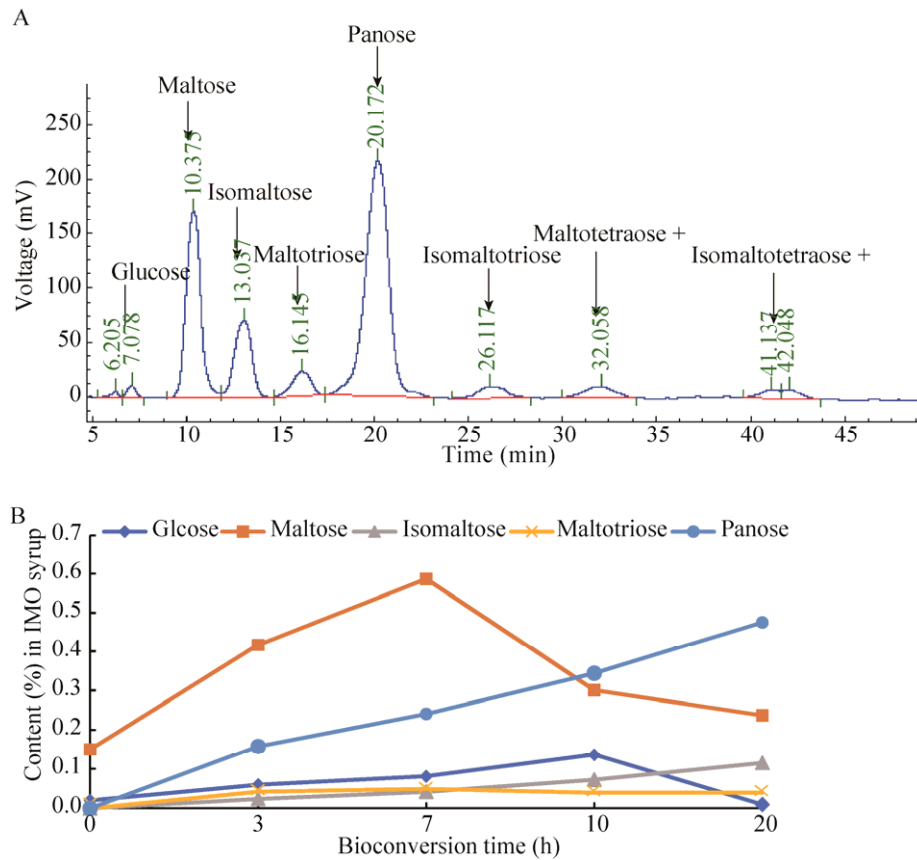 A
Panose
Maltose
Isomaltose
Maltotriose
Glucose
Isomaltotriose
Maltotetraose +
Isomaltotetraose +
6.205
7.078
10.375
13.037
16.145
20.172
26.117
32.058
41.137
42.048
Voltage (mV)
250
200
150
100
50
0
5 10 15 20 25 30 35 40 45
Time (min)
B
Glcose Maltose Isomaltose Maltotriose Panose
Content (%) in IMO syrup
0.7
0.6
0.5
0.4
0.3
0.2
0.1
0.0
0 3 7 10 20
Bioconversion time (h)